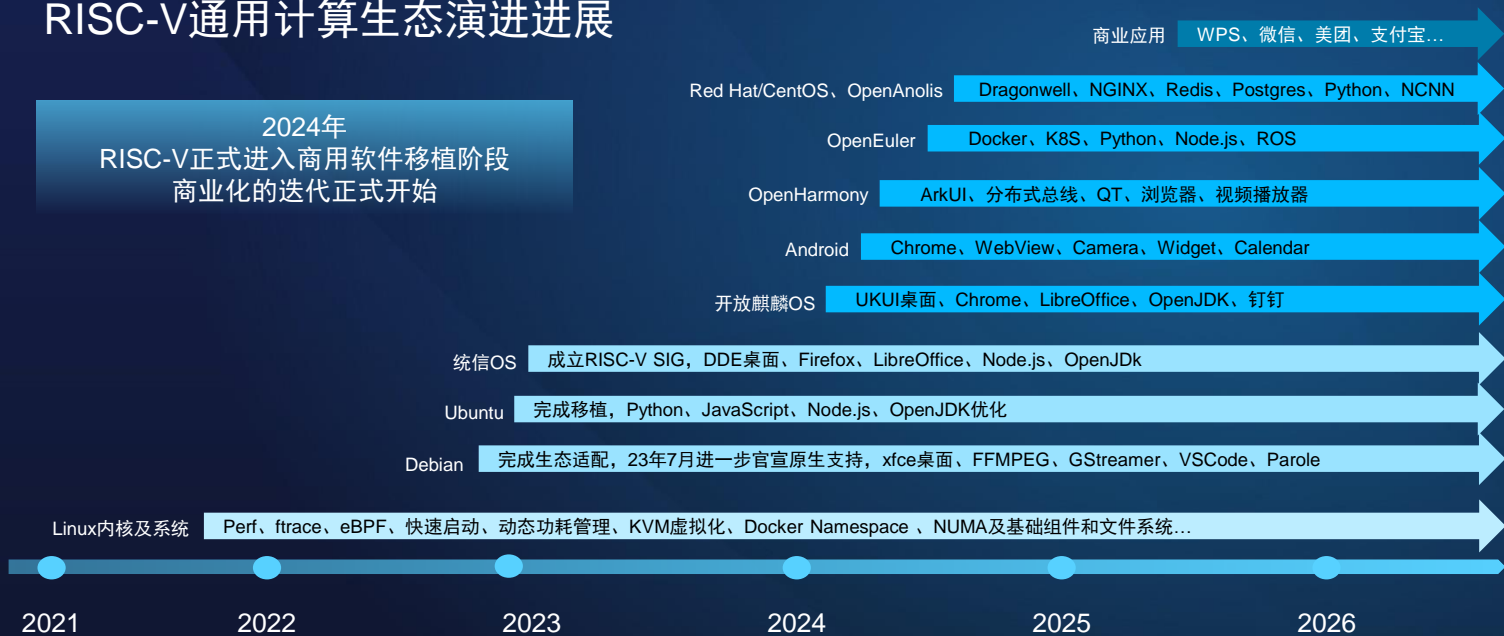 RISC-V通用计算生态演进进展
2024年
RISC-V正式进入商用软件移植阶段
商业化的迭代正式开始
商业应用 WPS、微信、美团、支付宝…
Red Hat/CentOS、OpenAnolis Dragonwell、NGINX、Redis、Postgres、Python、NCNN
OpenEuler Docker、K8S、Python、Node.js、ROS
OpenHarmony ArkUI、分布式总线、QT、浏览器、视频播放器
Android Chrome、WebView、Camera、Widget、Calendar
开放麒麟OS UKUI桌面、Chrome、LibreOffice、OpenJDK、钉钉
统信OS 成立RISC-V SIG，DDE桌面、Firefox、LibreOffice、Node.js、OpenJDk
Ubuntu 完成移植，Python、JavaScript、Node.js、OpenJDK优化
Debian 完成生态适配，23年7月进一步官宣原生支持，xfce桌面、FFMPEG、GStreamer、VSCode、Parole
Linux内核及系统 Perf、ftrace、eBPF、快速启动、动态功耗管理、KVM虚拟化、Docker Namespace 、NUMA及基础组件和文件系统…
2021 2022 2023 2024 2025 2026